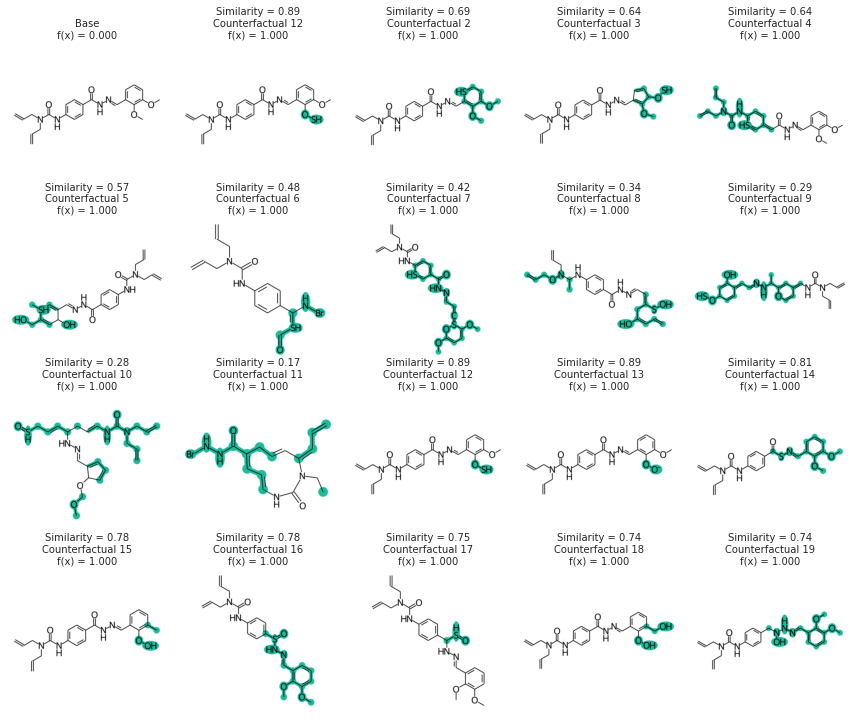 Base
f(x) = 0.000
Similarity = 0.89
Counterfactual 12
f(x) = 1.000
Similarity = 0.69
Counterfactual 2
f(x) = 1.000
Similarity = 0.64
Counterfactual 3
f(x) = 1.000
Similarity = 0.64
Counterfactual 4
f(x) = 1.000
Similarity = 0.57
Counterfactual 5
f(x) = 1.000
Similarity = 0.48
Counterfactual 6
f(x) = 1.000
Similarity = 0.42
Counterfactual 7
f(x) = 1.000
Similarity = 0.34
Counterfactual 8
f(x) = 1.000
Similarity = 0.29
Counterfactual 9
f(x) = 1.000
Similarity = 0.28
Counterfactual 10
f(x) = 1.000
Similarity = 0.17
Counterfactual 11
f(x) = 1.000
Similarity = 0.89
Counterfactual 12
f(x) = 1.000
Similarity = 0.89
Counterfactual 13
f(x) = 1.000
Similarity = 0.81
Counterfactual 14
f(x) = 1.000
Similarity = 0.78
Counterfactual 15
f(x) = 1.000
Similarity = 0.78
Counterfactual 16
f(x) = 1.000
Similarity = 0.75
Counterfactual 17
f(x) = 1.000
Similarity = 0.74
Counterfactual 18
f(x) = 1.000
Similarity = 0.74
Counterfactual 19
f(x) = 1.000